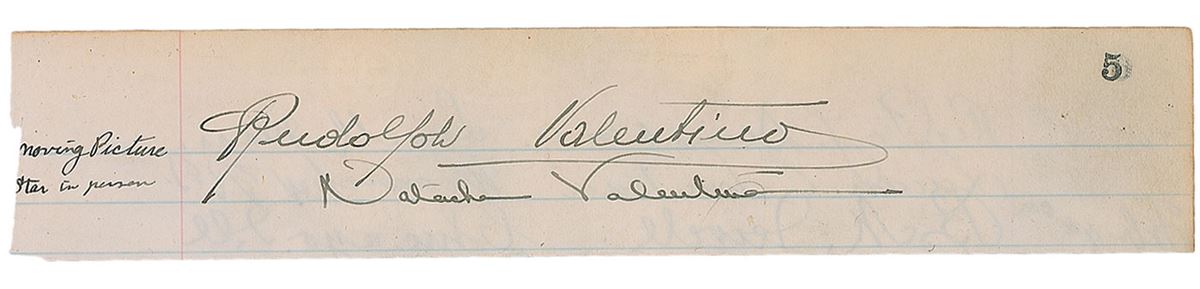 5
Rudolph Valentino
moving Picture
Star in person
Natacha Valentino